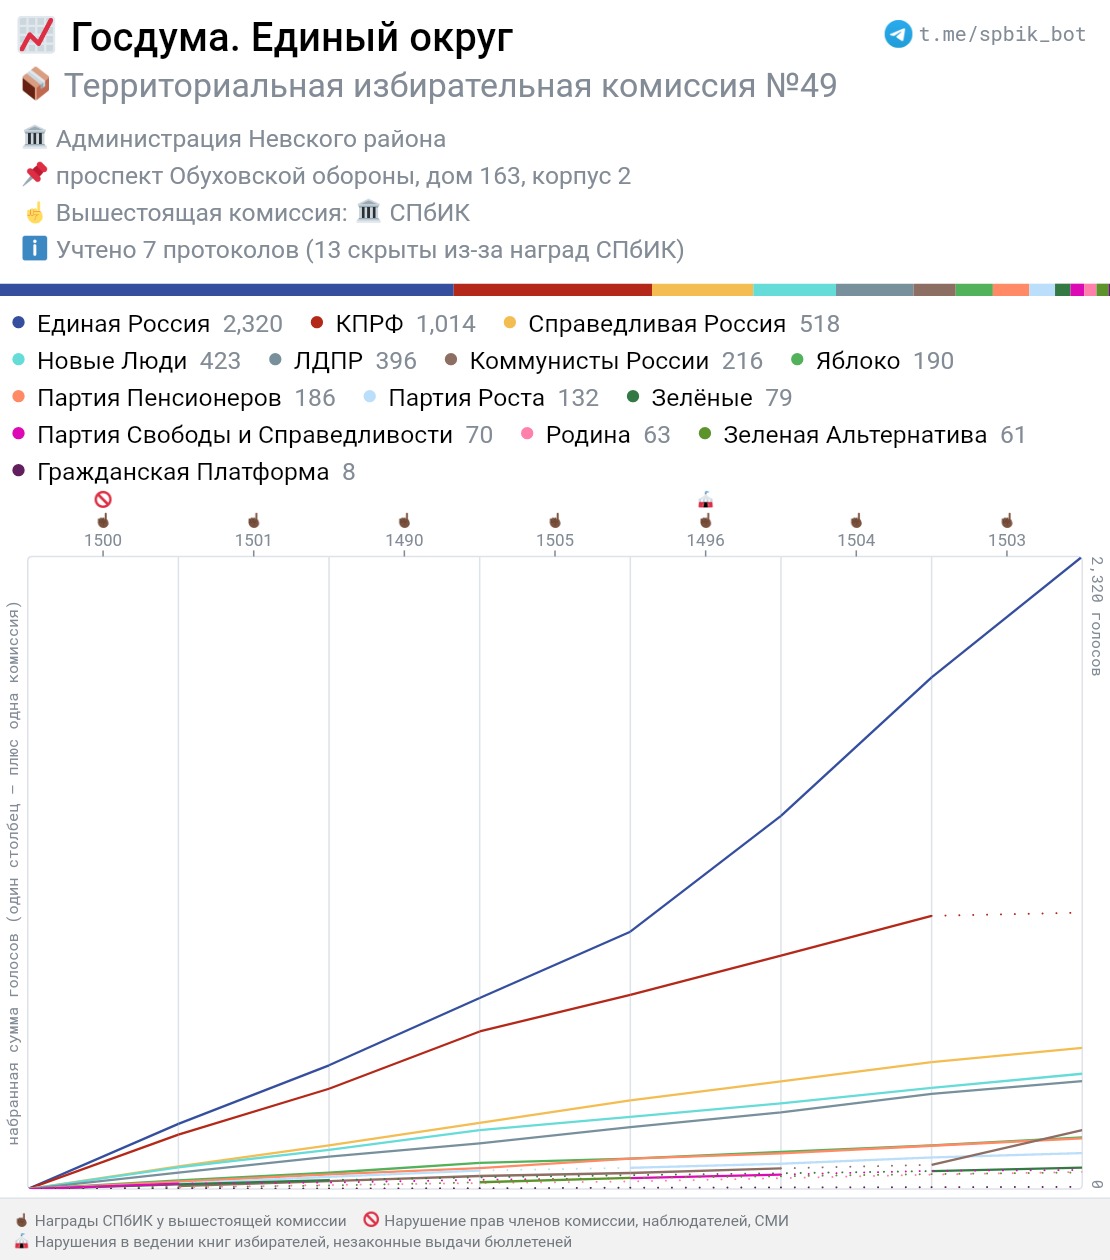 Госдума. Единый округ
t.me/spbik_bot
Территориальная избирательная комиссия №49
Администрация Невского района
проспект Обуховской обороны, дом 163, корпус 2
Вышестоящая комиссия: СПбИК
Учтено 7 протоколов (13 скрыты из-за наград СПбИК)
Единая Россия 2,320 КПРФ 1,014 Справедливая Россия 518
Новые Люди 423 ЛДПР 396 Коммунисты России 216 Яблоко 190
Партия Пенсионеров 186 Партия Роста 132 Зелёные 79
Партия Свободы и Справедливости 70 Родина 63 Зеленая Альтернатива 61
Гражданская Платформа 8
1500 1501 1490 1505 1496 1504 1503
набранная сумма голосов (один столбец – плюс одна комиссия)
2,320 голосов
0
Награды СПбИК у вышестоящей комиссии Нарушение прав членов комиссии, наблюдателей, СМИ
Нарушения в ведении книг избирателей, незаконные выдачи бюллетеней